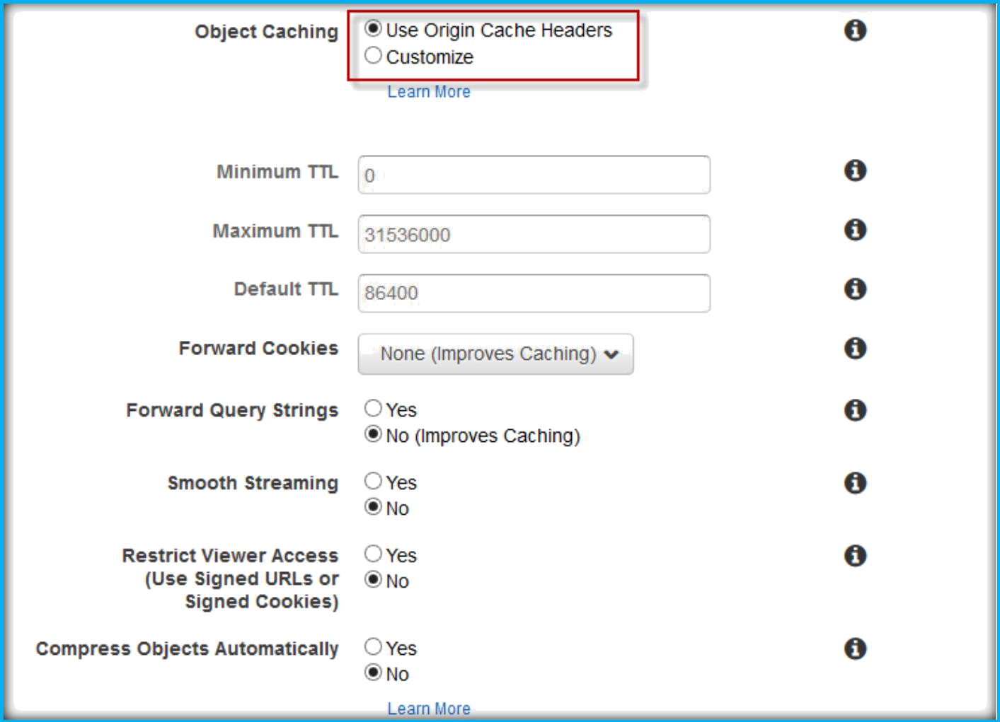 Object Caching
Use Origin Cache Headers
Customize
Learn More
Minimum TTL
0
Maximum TTL
31536000
Default TTL
86400
Forward Cookies
None (Improves Caching)
Forward Query Strings
Yes
No (Improves Caching)
Smooth Streaming
Yes
No
Restrict Viewer Access
(Use Signed URLs or
Signed Cookies)
Yes
No
Compress Objects Automatically
Yes
No
Learn More